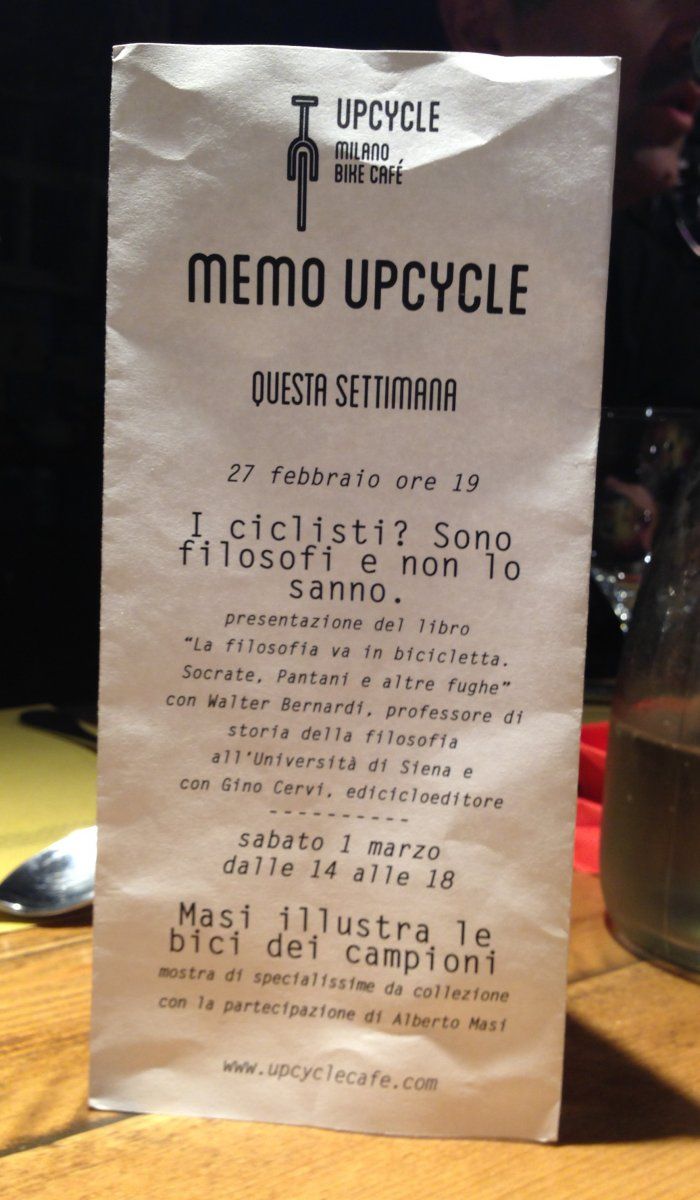 UPCYCLE
MILANO
BIKE CAFÉ
MEMO UPCYCLE
QUESTA SETTIMANA
27 febbraio ore 19
I ciclisti? Sono
filosofi e non lo
sanno.
presentazione del libro
“La filosofia va in bicicletta.
Socrate, Pantani e altre fughe”
con Walter Bernardi, professore di
storia della filosofia
all'Università di Siena e
con Gino Cervi, edicicloeditore
----------
sabato 1 marzo
dalle 14 alle 18
Masi illustra le
bici dei campioni
mostra di specialissime da collezione
con la partecipazione di Alberto Masi
www.upcyclecafe.com